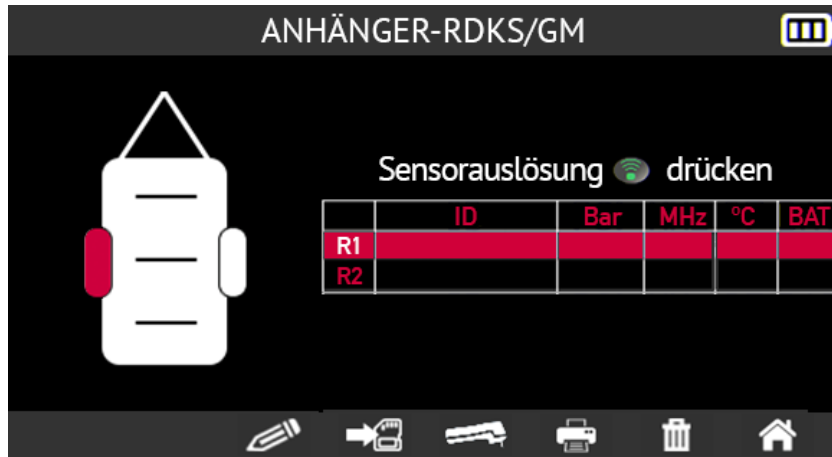 ANHÄNGER-RDKS/GM
Sensorauslösung drücken
ID Bar MHz °C BAT
R1
R2